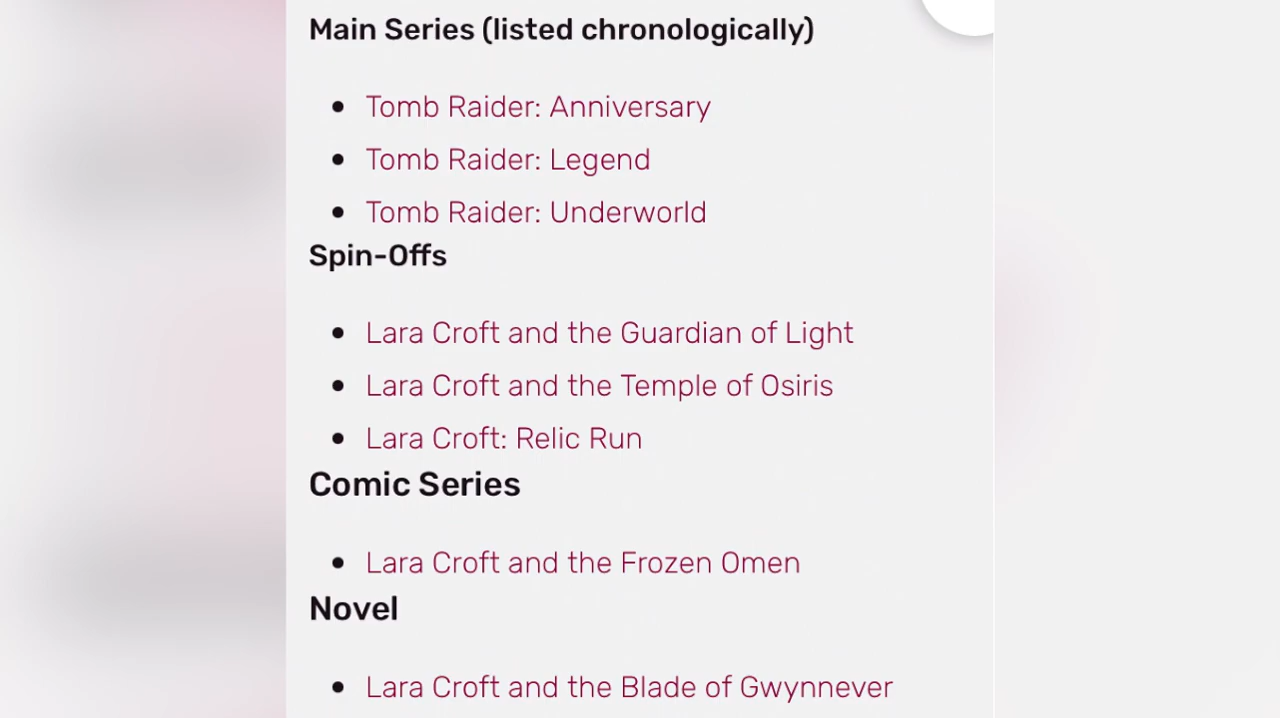 Main Series (listed chronologically)
Tomb Raider: Anniversary
Tomb Raider: Legend
Tomb Raider: Underworld
Spin-Offs
Lara Croft and the Guardian of Light
Lara Croft and the Temple of Osiris
Lara Croft: Relic Run
Comic Series
Lara Croft and the Frozen Omen
Novel
Lara Croft and the Blade of Gwynnever